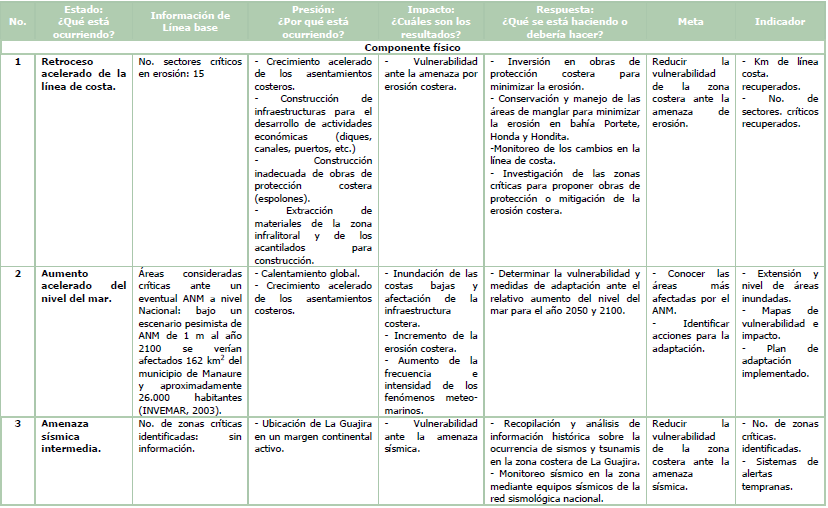 No.
Estado:
¿Qué está
ocurriendo?
Información de
Línea base
Presión:
¿Por qué está
ocurriendo?
Impacto:
¿Cuáles son los
resultados?
Respuesta:
¿Qué se está haciendo o
debería hacer?
Meta
Indicador
Componente físico
1
Retroceso
acelerado de la
línea de costa.
No. sectores críticos
en erosión: 15
- Crecimiento acelerado
de los asentamientos
costeros.
- Construcción de
infraestructuras para el
desarrollo de actividades
económicas (diques,
canales, puertos, etc.)
- Construcción
inadecuada de obras de
protección costera
(espolones).
- Extracción de
materiales de la zona
infralitoral y de los
acantilados para
construcción.
- Vulnerabilidad
ante la amenaza por
erosión costera.
- Inversión en obras de
protección costera para
minimizar la erosión.
- Conservación y manejo de las
áreas de manglar para minimizar
la erosión en bahía Portete,
Honda y Hondita.
-Monitoreo de los cambios en la
línea de costa.
- Investigación de las zonas
críticas para proponer obras de
protección o mitigación de la
erosión costera.
Reducir la
vulnerabilidad
de la zona
costera ante la
amenaza de
erosión.
- Km de línea
costa.
recuperados.
- No. de
sectores. críticos
recuperados.
2
Aumento
acelerado del
nivel del mar.
Áreas consideradas
críticas ante un
eventual ANM a nivel
Nacional: bajo un
escenario pesimista de
ANM de 1 m al año
2100 se verían
afectados 162 km² del
municipio de Manaure
y aproximadamente
26.000 habitantes
(INVEMAR, 2003).
- Calentamiento global.
- Crecimiento acelerado
de los asentamientos
costeros.
- Inundación de las
costas bajas y
afectación de la
infraestructura
costera.
- Incremento de la
erosión costera.
- Aumento de la
frecuencia e
intensidad de los
fenómenos meteo-
marinos.
- Determinar la vulnerabilidad y
medidas de adaptación ante el
relativo aumento del nivel del
mar para el año 2050 y 2100.
- Conocer las
áreas más
afectadas por el
ANM.
- Identificar
acciones para la
adaptación.
- Extensión y
nivel de áreas
inundadas.
- Mapas de
vulnerabilidad e
impacto.
- Plan de
adaptación
implementado.
3
Amenaza
sísmica
intermedia.
No. de zonas críticas
identificadas: sin
información.
- Ubicación de La Guajira
en un margen continental
activo.
- Vulnerabilidad
ante la amenaza
sísmica.
- Recopilación y análisis de
información histórica sobre la
ocurrencia de sismos y tsunamis
en la zona costera de La Guajira.
- Monitoreo sísmico en la zona
mediante equipos sísmicos de la
red sismológica nacional.
Reducir la
vulnerabilidad
de la zona
costera ante la
amenaza
sísmica.
- No. de zonas
críticas.
identificadas.
- Sistemas de
alertas
tempranas.